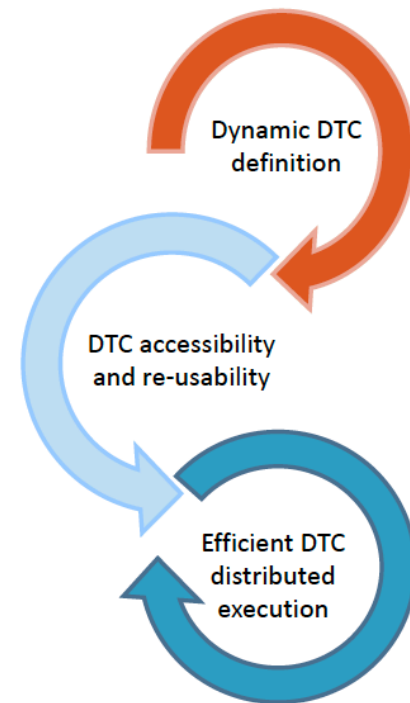 Dynamic DTC
definition
DTC accessibility
and re-usability
Efficient DTC
distributed
execution